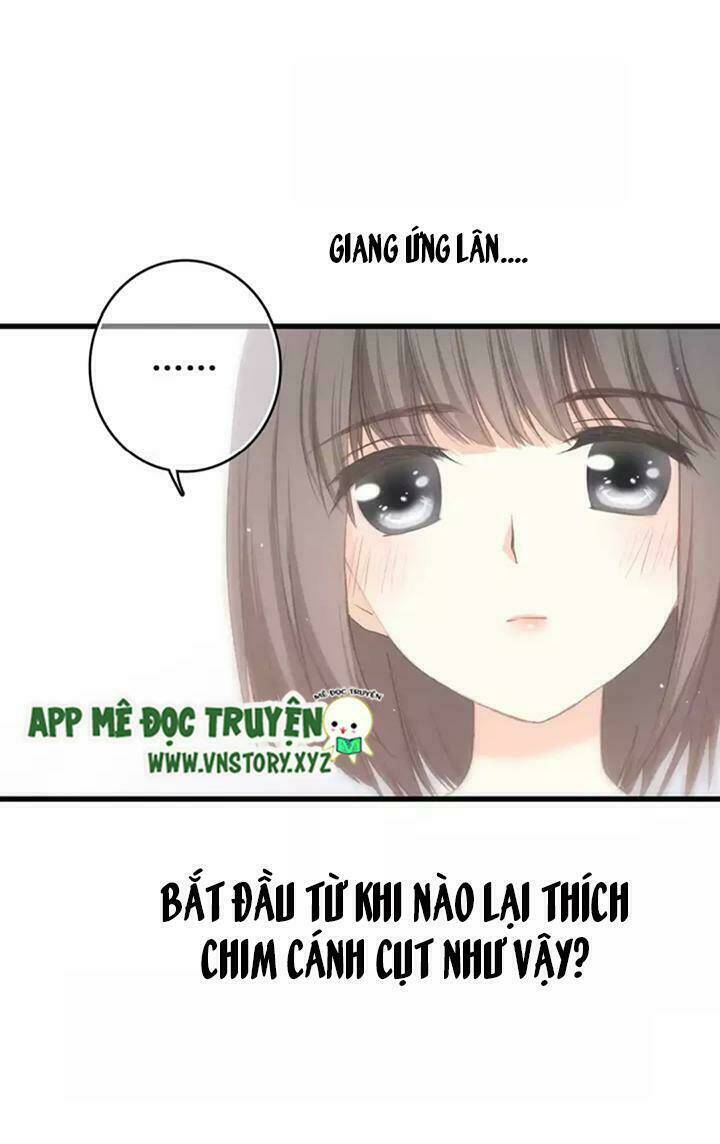 GIANG ỨNG LÂN....
......
MÊ ĐỌC TRUYỆN
APP MÊ ĐỌC TRUYỆN
WWW.VNSTORY.XYZ
BẮT ĐẦU TỪ KHI NÀO LẠI THÍCH
CHIM CÁNH CỤT NHƯ VẬY?